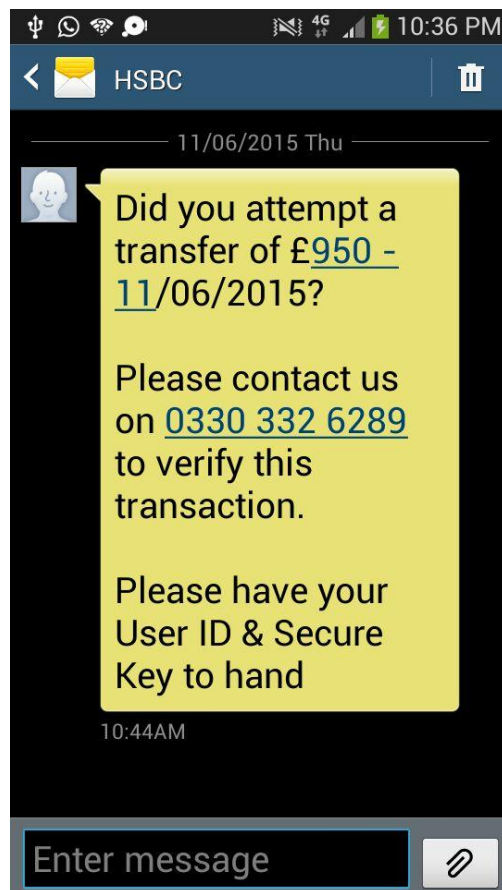 4G 10:36 PM
HSBC
11/06/2015 Thu
Did you attempt a
transfer of £950 -
11/06/2015?
Please contact us
on 0330 332 6289
to verify this
transaction.
Please have your
User ID & Secure
Key to hand
10:44AM
Enter message